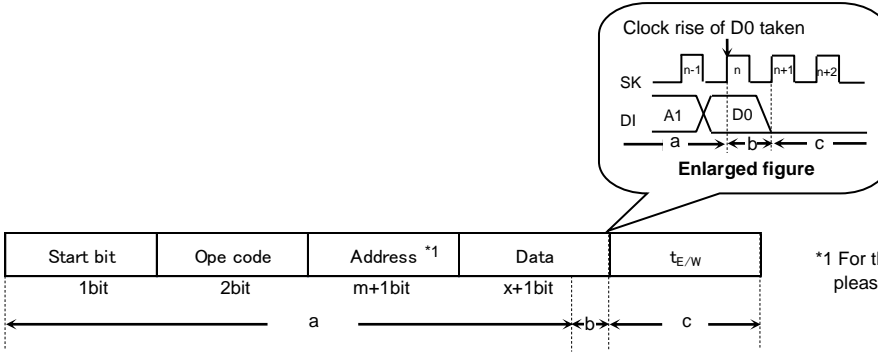 Clock rise of D0 taken
SK n-1 n n+1 n+2
DI A1 D0
a b c
Enlarged figure
Start bit Ope code Address *1 Data tE/W
1bit 2bit m+1bit x+1bit
a b c
*1 For th
pleas